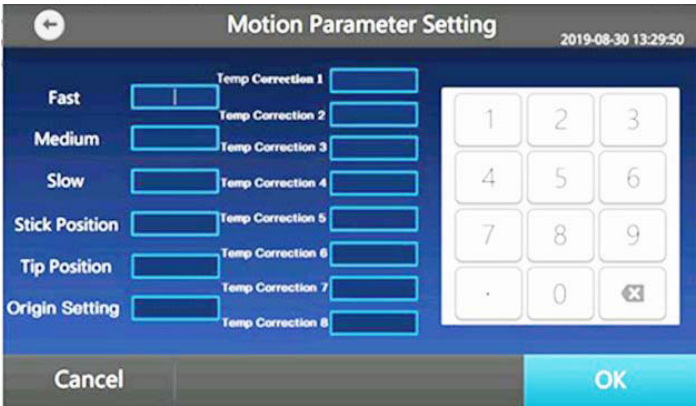 Motion Parameter Setting
2019-08-30 13:29:50
Fast
Medium
Slow
Stick Position
Tip Position
Origin Setting
Temp Correction 1
Temp Correction 2
Temp Correction 3
Temp Correction 4
Temp Correction 5
Temp Correction 6
Temp Correction 7
Temp Correction 8
1 2 3
4 5 6
7 8 9
. 0
Cancel
OK